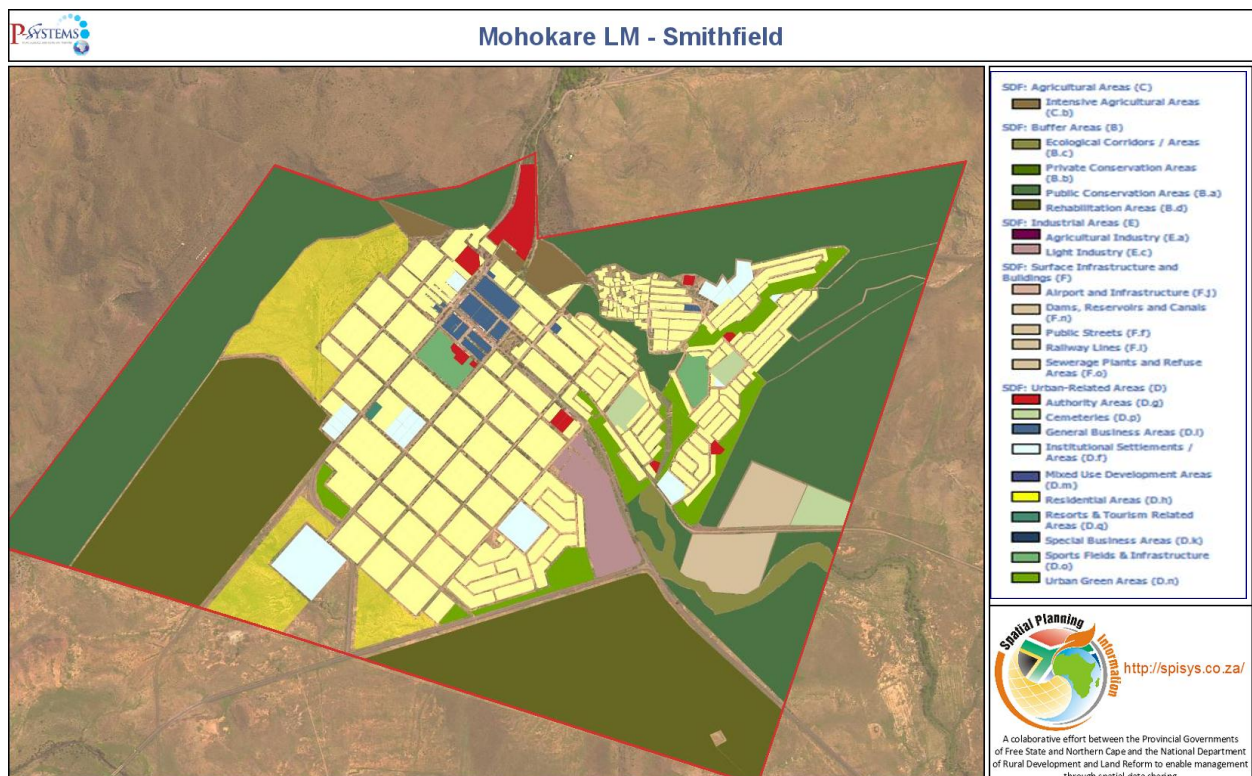 P-SYSTEMS
Mohokare LM - Smithfield
SDF: Agricultural Areas (C)
Intensive Agricultural Areas
(C.b)
SDF: Buffer Areas (B)
Ecological Corridors / Areas
(B.c)
Private Conservation Areas
(B.b)
Public Conservation Areas (B.a)
Rehabilitation Areas (B.d)
SDF: Industrial Areas (E)
Agricultural Industry (E.a)
Light Industry (E.c)
SDF: Surface Infrastructure and
Buildings (F)
Airport and Infrastructure (F.j)
Dams, Reservoirs and Canals
(F.n)
Public Streets (F.f)
Railway Lines (F.i)
Sewerage Plants and Refuse
Areas (F.o)
SDF: Urban-Related Areas (D)
Authority Areas (D.g)
Cemeteries (D.p)
General Business Areas (D.l)
Institutional Settlements /
Areas (D.f)
Mixed Use Development Areas
(D.m)
Residential Areas (D.h)
Resorts & Tourism Related
Areas (D.q)
Special Business Areas (D.k)
Sports Fields & Infrastructure
(D.o)
Urban Green Areas (D.n)
Spatial Planning
Information
http://spisys.co.za/
A collaborative effort between the Provincial Governments
of Free State and Northern Cape and the National Department
of Rural Development and Land Reform to enable management
through spatial data sharing